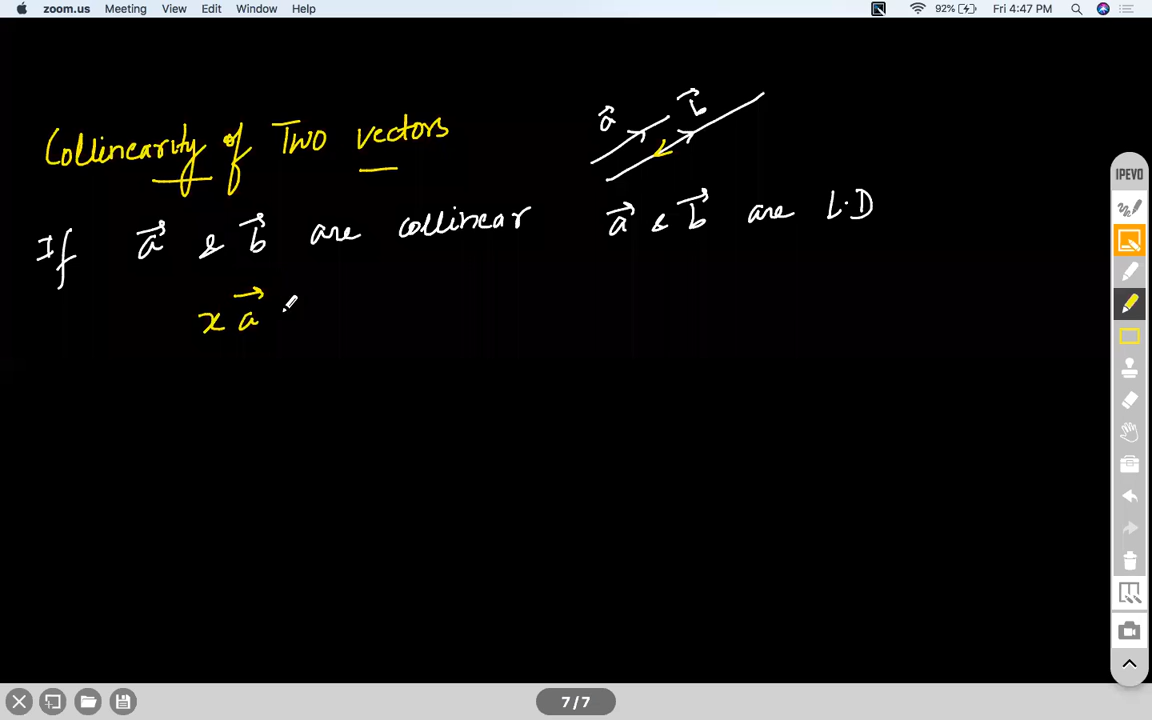 zoom.us Meeting View Edit Window Help 92% Fri 4:47 PM
a⃗ b⃗
Collinearity of Two vectors
If a⃗ & b⃗ are collinear a⃗ & b⃗ are L.D
x a⃗
IPEVO
7/7